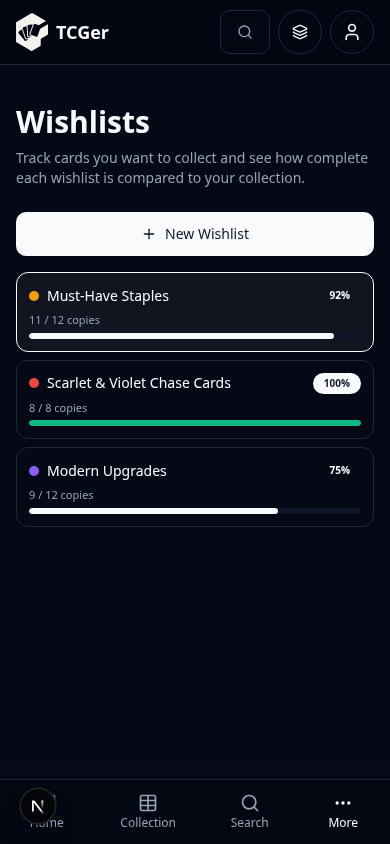 TCGer
Wishlists
Track cards you want to collect and see how complete
each wishlist is compared to your collection.
New Wishlist
Must-Have Staples 92%
11 / 12 copies
Scarlet & Violet Chase Cards 100%
8 / 8 copies
Modern Upgrades 75%
9 / 12 copies
N
Home Collection Search More